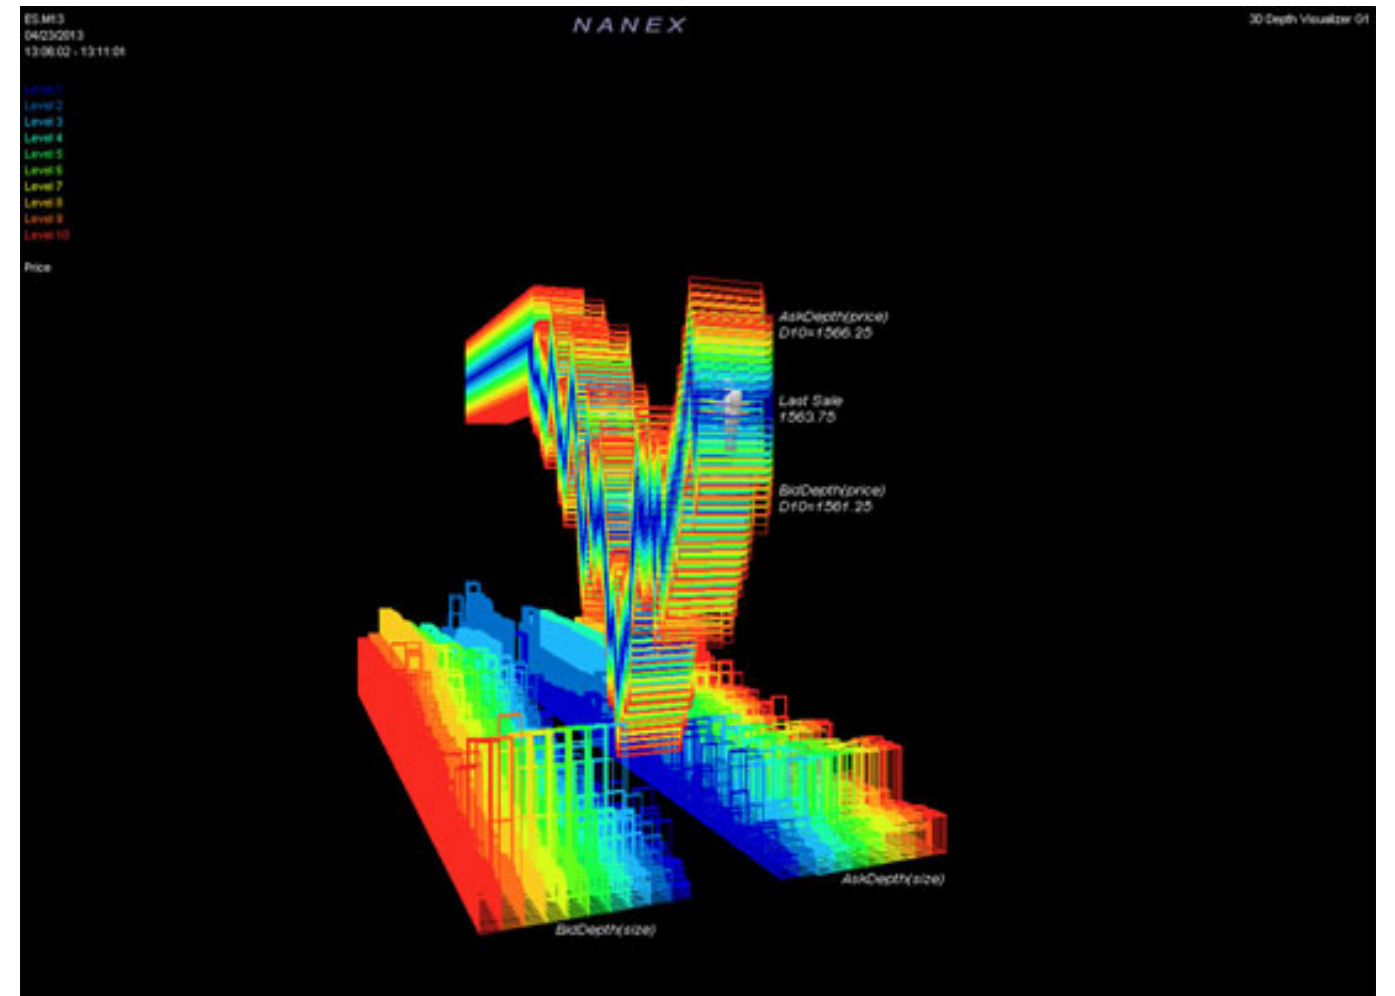 ES.M13
04/23/2013
13:06:02 - 13:11:01
NANEX
3D Depth Visualizer G1
Level 1
Level 2
Level 3
Level 4
Level 5
Level 6
Level 7
Level 8
Level 9
Level 10
Price
AskDepth(price)
D10=1566.25
Last Sale
1563.75
BidDepth(price)
D10=1561.25
AskDepth(size)
BidDepth(size)